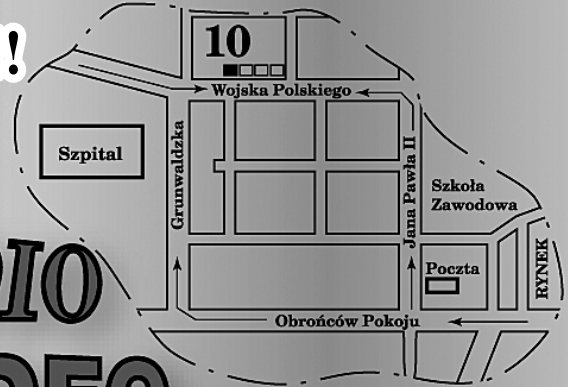 !
10
Wojska Polskiego
Szpital
Grunwaldzka
Jana Pawła II
Szkoła
Zawodowa
Poczta
RYNEK
Obrońców Pokoju